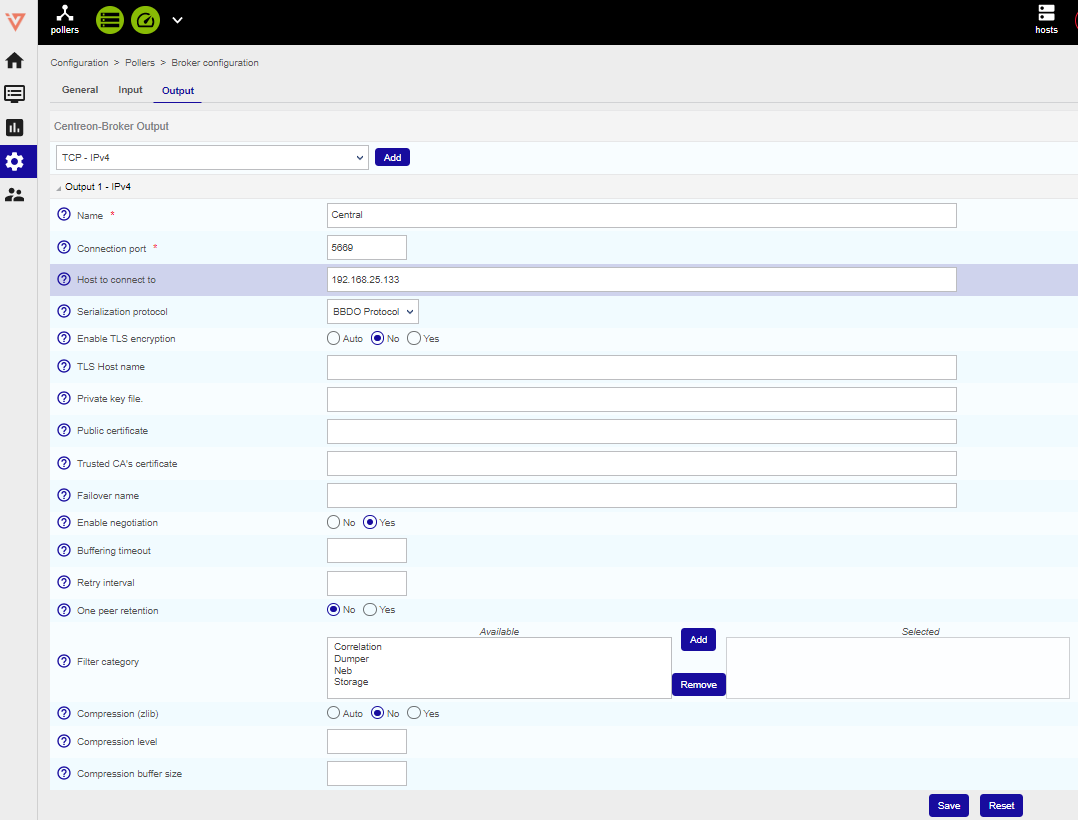 pollers
hosts
Configuration > Pollers > Broker configuration
General Input Output
Centreon-Broker Output
TCP - IPv4 Add
Output 1 - IPv4
Name * Central
Connection port * 5669
Host to connect to 192.168.25.133
Serialization protocol BBDO Protocol
Enable TLS encryption Auto No Yes
TLS Host name
Private key file.
Public certificate
Trusted CA's certificate
Failover name
Enable negotiation No Yes
Buffering timeout
Retry interval
One peer retention No Yes
Available Selected
Filter category
Correlation
Dumper
Neb
Storage
Add
Remove
Compression (zlib) Auto No Yes
Compression level
Compression buffer size
Save Reset